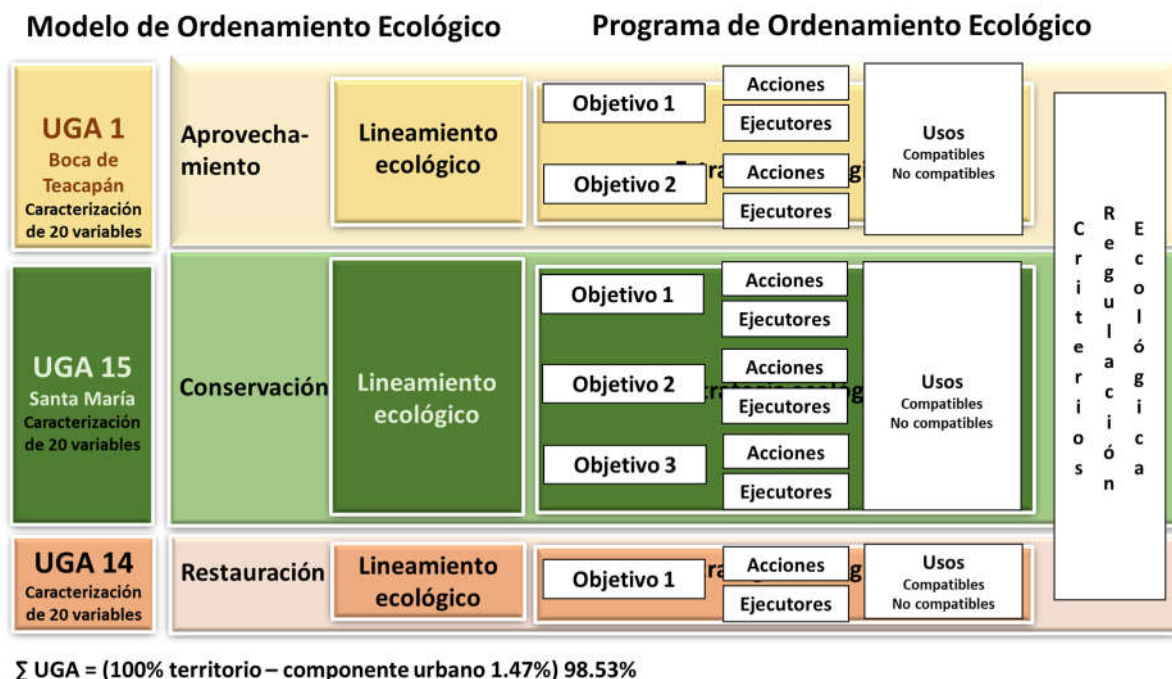 Modelo de Ordenamiento Ecológico
Programa de Ordenamiento Ecológico
UGA 1
Boca de
Teacapán
Caracterización
de 20 variables
Aprovecha-
miento
Lineamiento
ecológico
Objetivo 1
Acciones
Ejecutores
Objetivo 2
Acciones
Ejecutores
Usos
Compatibles
No compatibles
UGA 15
Santa María
Caracterización
de 20 variables
Conservación
Lineamiento
ecológico
Objetivo 1
Acciones
Ejecutores
Objetivo 2
Acciones
Ejecutores
Objetivo 3
Acciones
Ejecutores
Usos
Compatibles
No compatibles
UGA 14
Caracterización
de 20 variables
Restauración
Lineamiento
ecológico
Objetivo 1
Acciones
Ejecutores
Usos
Compatibles
No compatibles
Criterios
Regulación
Ecológica
∑ UGA = (100% territorio – componente urbano 1.47%) 98.53%